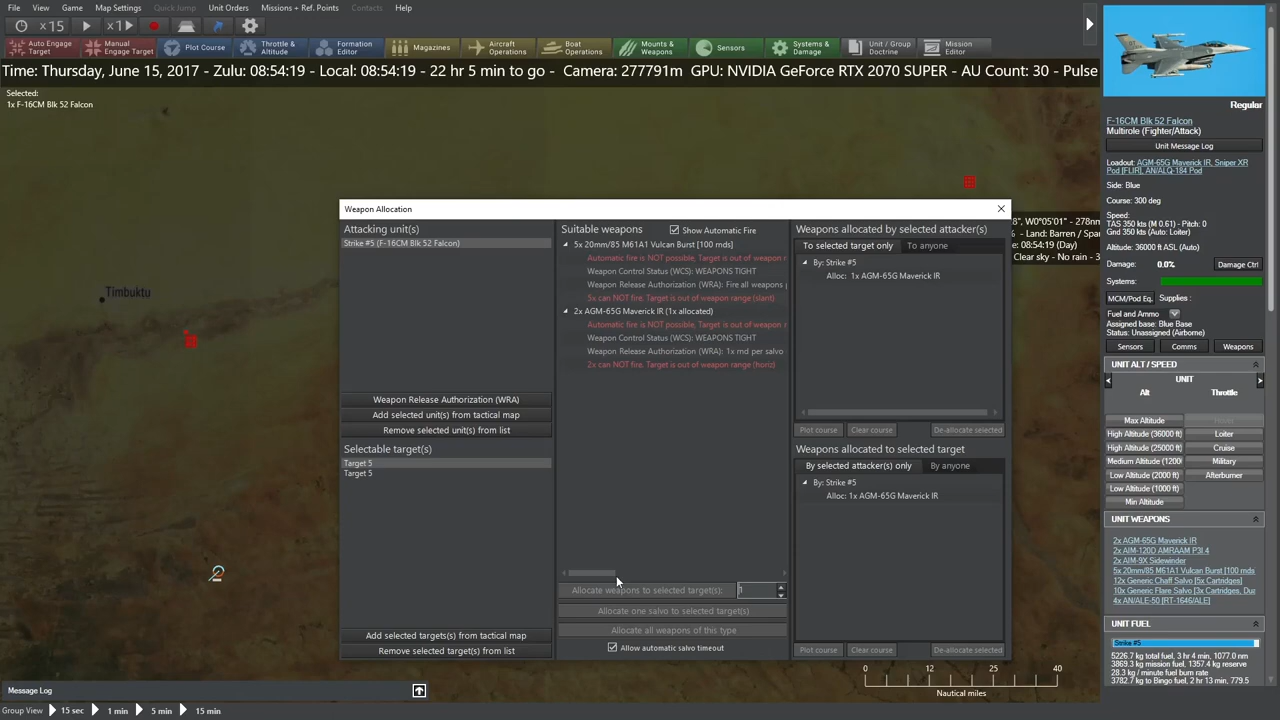 File View Game Map Settings Quick Jump Unit Orders Missions + Ref. Points Contacts Help
×15 ×1
Auto Engage Target
Manual Engage Target
Plot Course
Throttle & Altitude
Formation Editor
Magazines
Aircraft Operations
Boat Operations
Mounts & Weapons
Sensors
Systems & Damage
Unit / Group Doctrine
Mission Editor
Time: Thursday, June 15, 2017 - Zulu: 08:54:19 - Local: 08:54:19 - 22 hr 5 min to go - Camera: 277791m GPU: NVIDIA GeForce RTX 2070 SUPER - AU Count: 30 - Pulse
Selected:
1x F-16CM Blk 52 Falcon
Timbuktu
8", W0°05'01" - 278nm
- Land: Barren / Spars
08:54:19 (Day)
Clear sky - No rain - 3
Weapon Allocation
Attacking unit(s)
Strike #5 (F-16CM Blk 52 Falcon)
Weapon Release Authorization (WRA)
Add selected unit(s) from tactical map
Remove selected unit(s) from list
Selectable target(s)
Target 5
Target 5
Add selected targets(s) from tactical map
Remove selected target(s) from list
Suitable weapons
Show Automatic Fire
5x 20mm/85 M61A1 Vulcan Burst [100 rnds]
Automatic fire is NOT possible, Target is out of weapon r
Weapon Control Status (WCS): WEAPONS TIGHT
Weapon Release Authorization (WRA): Fire all weapons
5x can NOT fire, Target is out of weapon range (slant)
2x AGM-65G Maverick IR (1x allocated)
Automatic fire is NOT possible, Target is out of weapon r
Weapon Control Status (WCS): WEAPONS TIGHT
Weapon Release Authorization (WRA): 1x rnd per salvo
2x can NOT fire, Target is out of weapon range (horiz)
Allocate weapons to selected target(s): 1
Allocate one salvo to selected target(s)
Allocate all weapons of this type
Allow automatic salvo timeout
Weapons allocated by selected attacker(s)
To selected target only To anyone
By: Strike #5
Alloc: 1x AGM-65G Maverick IR
Plot course Clear course De-allocate selected
Weapons allocated to selected target
By selected attacker(s) only By anyone
By: Strike #5
Alloc: 1x AGM-65G Maverick IR
Plot course Clear course De-allocate selected
0 12 25 40
Nautical miles
Message Log
Group View 15 sec 1 min 5 min 15 min
Regular
F-16CM Blk 52 Falcon
Multirole (Fighter/Attack)
Unit Message Log
Loadout: AGM-65G Maverick IR, Sniper XR
Pod [FLIR], AN/ALQ-184 Pod
Side: Blue
Course: 300 deg
Speed:
TAS 350 kts (M 0.61) - Pitch: 0
Gnd 350 kts (Auto: Loiter)
Altitude: 36000 ft ASL (Auto)
Damage: 0.0% Damage Ctrl
Systems:
MCM/Pod Eq. Supplies :
Fuel and Ammo
Assigned base: Blue Base
Status: Unassigned (Airborne)
Sensors Comms Weapons
UNIT ALT / SPEED
UNIT
Alt Throttle
Max Altitude
High Altitude (36000 ft) Loiter
High Altitude (25000 ft) Cruise
Medium Altitude (1200 Military
Low Altitude (2000 ft) Afterburner
Low Altitude (1000 ft)
Min Altitude
UNIT WEAPONS
2x AGM-65G Maverick IR
2x AIM-120D AMRAAM P3I.4
2x AIM-9X Sidewinder
5x 20mm/85 M61A1 Vulcan Burst [100 rnds
12x Generic Chaff Salvo [5x Cartridges]
10x Generic Flare Salvo [3x Cartridges, Dua
4x AN/ALE-50 [RT-1646/ALE]
UNIT FUEL
Strike #5
5226.7 kg total fuel, 3 hr 4 min, 1077.0 nm
3869.3 kg mission fuel, 1357.4 kg reserve
28.3 kg / minute fuel burn rate
3782.7 kg to Bingo fuel, 2 hr 13 min, 779.5